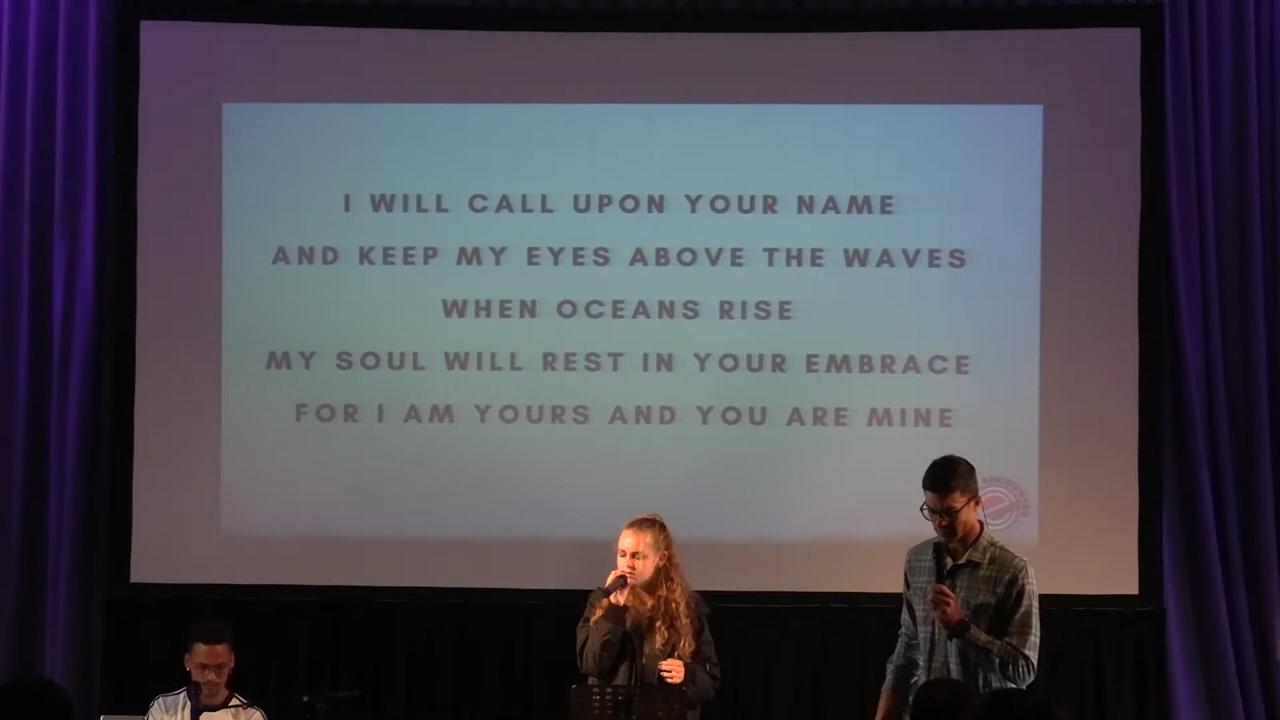 I WILL CALL UPON YOUR NAME
AND KEEP MY EYES ABOVE THE WAVES
WHEN OCEANS RISE
MY SOUL WILL REST IN YOUR EMBRACE
FOR I AM YOURS AND YOU ARE MINE
ENCOUNTER